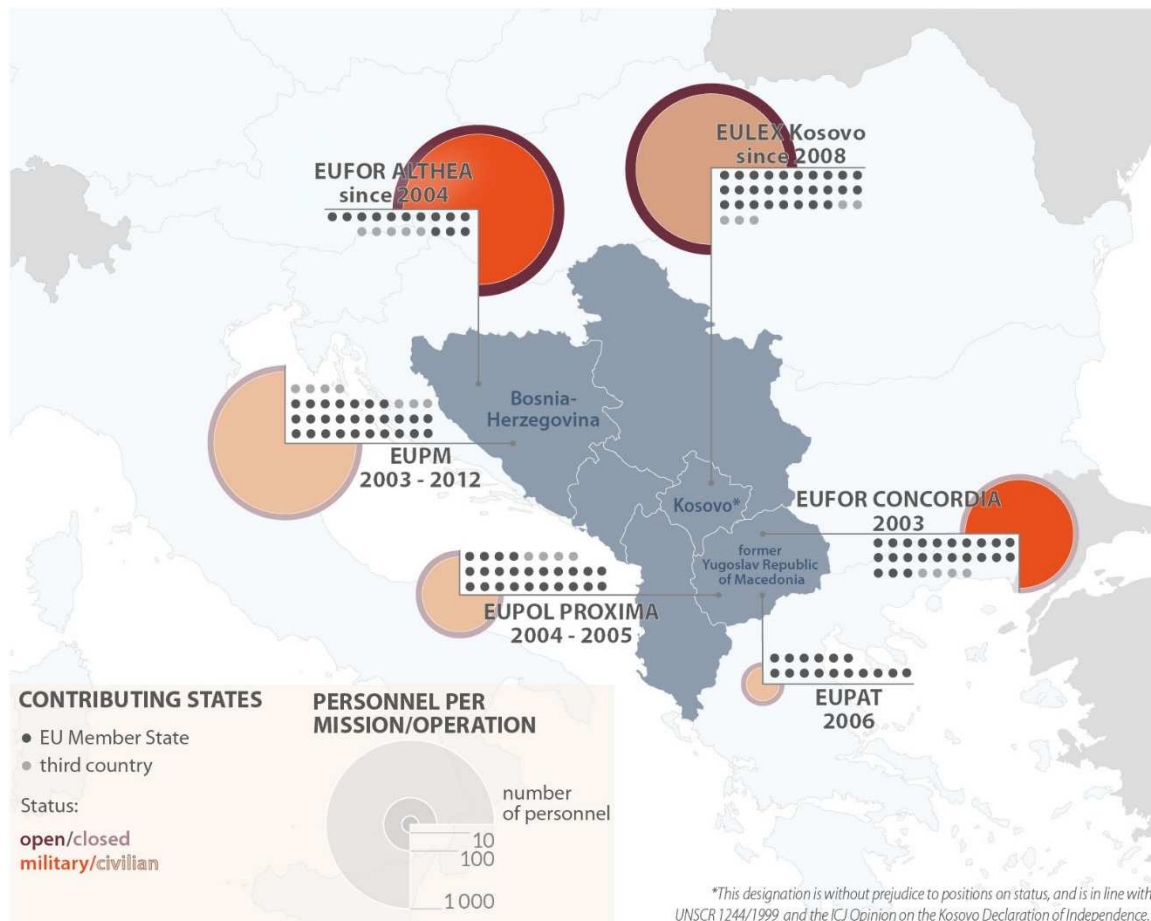 EUFOR ALTHEA
since 2004
EULEX Kosovo
since 2008
Bosnia-
Herzegovina
EUPM
2003 - 2012
Kosovo*
EUFOR CONCORDIA
2003
former
Yugoslav Republic
of Macedonia
EUPOL PROXIMA
2004 - 2005
EUPAT
2006
CONTRIBUTING STATES
EU Member State
third country
Status:
open/closed
military/civilian
PERSONNEL PER
MISSION/OPERATION
number
of personnel
10
100
1000
*This designation is without prejudice to positions on status, and is in line with
UNSCR 1244/1999 and the ICJ Opinion on the Kosovo Declaration of Independence.